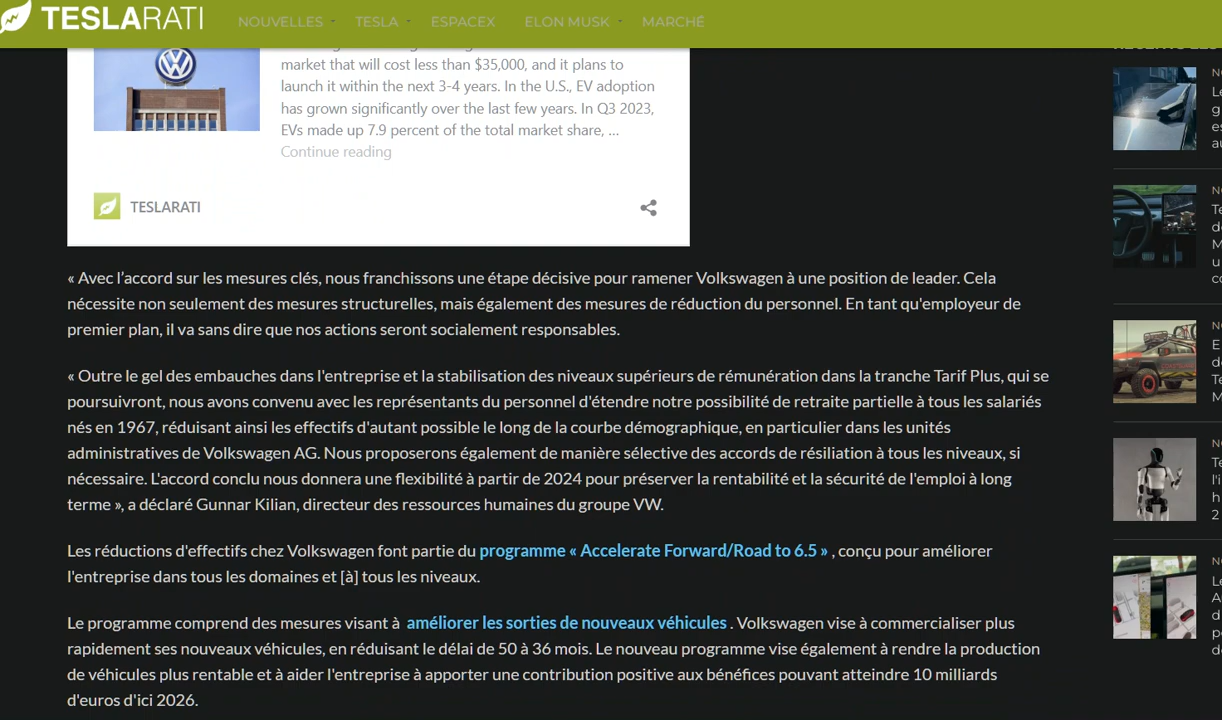 TESLARATI
NOUVELLES
TESLA
ESPACEX
ELON MUSK
MARCHÉ
market that will cost less than $35,000, and it plans to
launch it within the next 3-4 years. In the U.S., EV adoption
has grown significantly over the last few years. In Q3 2023,
EVs made up 7.9 percent of the total market share, ...
Continue reading
TESLARATI
« Avec l’accord sur les mesures clés, nous franchissons une étape décisive pour ramener Volkswagen à une position de leader. Cela
nécessite non seulement des mesures structurelles, mais également des mesures de réduction du personnel. En tant qu'employeur de
premier plan, il va sans dire que nos actions seront socialement responsables.
« Outre le gel des embauches dans l'entreprise et la stabilisation des niveaux supérieurs de rémunération dans la tranche Tarif Plus, qui se
poursuivront, nous avons convenu avec les représentants du personnel d'étendre notre possibilité de retraite partielle à tous les salariés
nés en 1967, réduisant ainsi les effectifs d'autant possible le long de la courbe démographique, en particulier dans les unités
administratives de Volkswagen AG. Nous proposerons également de manière sélective des accords de résiliation à tous les niveaux, si
nécessaire. L'accord conclu nous donnera une flexibilité à partir de 2024 pour préserver la rentabilité et la sécurité de l'emploi à long
terme », a déclaré Gunnar Kilian, directeur des ressources humaines du groupe VW.
Les réductions d'effectifs chez Volkswagen font partie du programme « Accelerate Forward/Road to 6.5 » , conçu pour améliorer
l'entreprise dans tous les domaines et [à] tous les niveaux.
Le programme comprend des mesures visant à améliorer les sorties de nouveaux véhicules . Volkswagen vise à commercialiser plus
rapidement ses nouveaux véhicules, en réduisant le délai de 50 à 36 mois. Le nouveau programme vise également à rendre la production
de véhicules plus rentable et à aider l'entreprise à apporter une contribution positive aux bénéfices pouvant atteindre 10 milliards
d'euros d'ici 2026.